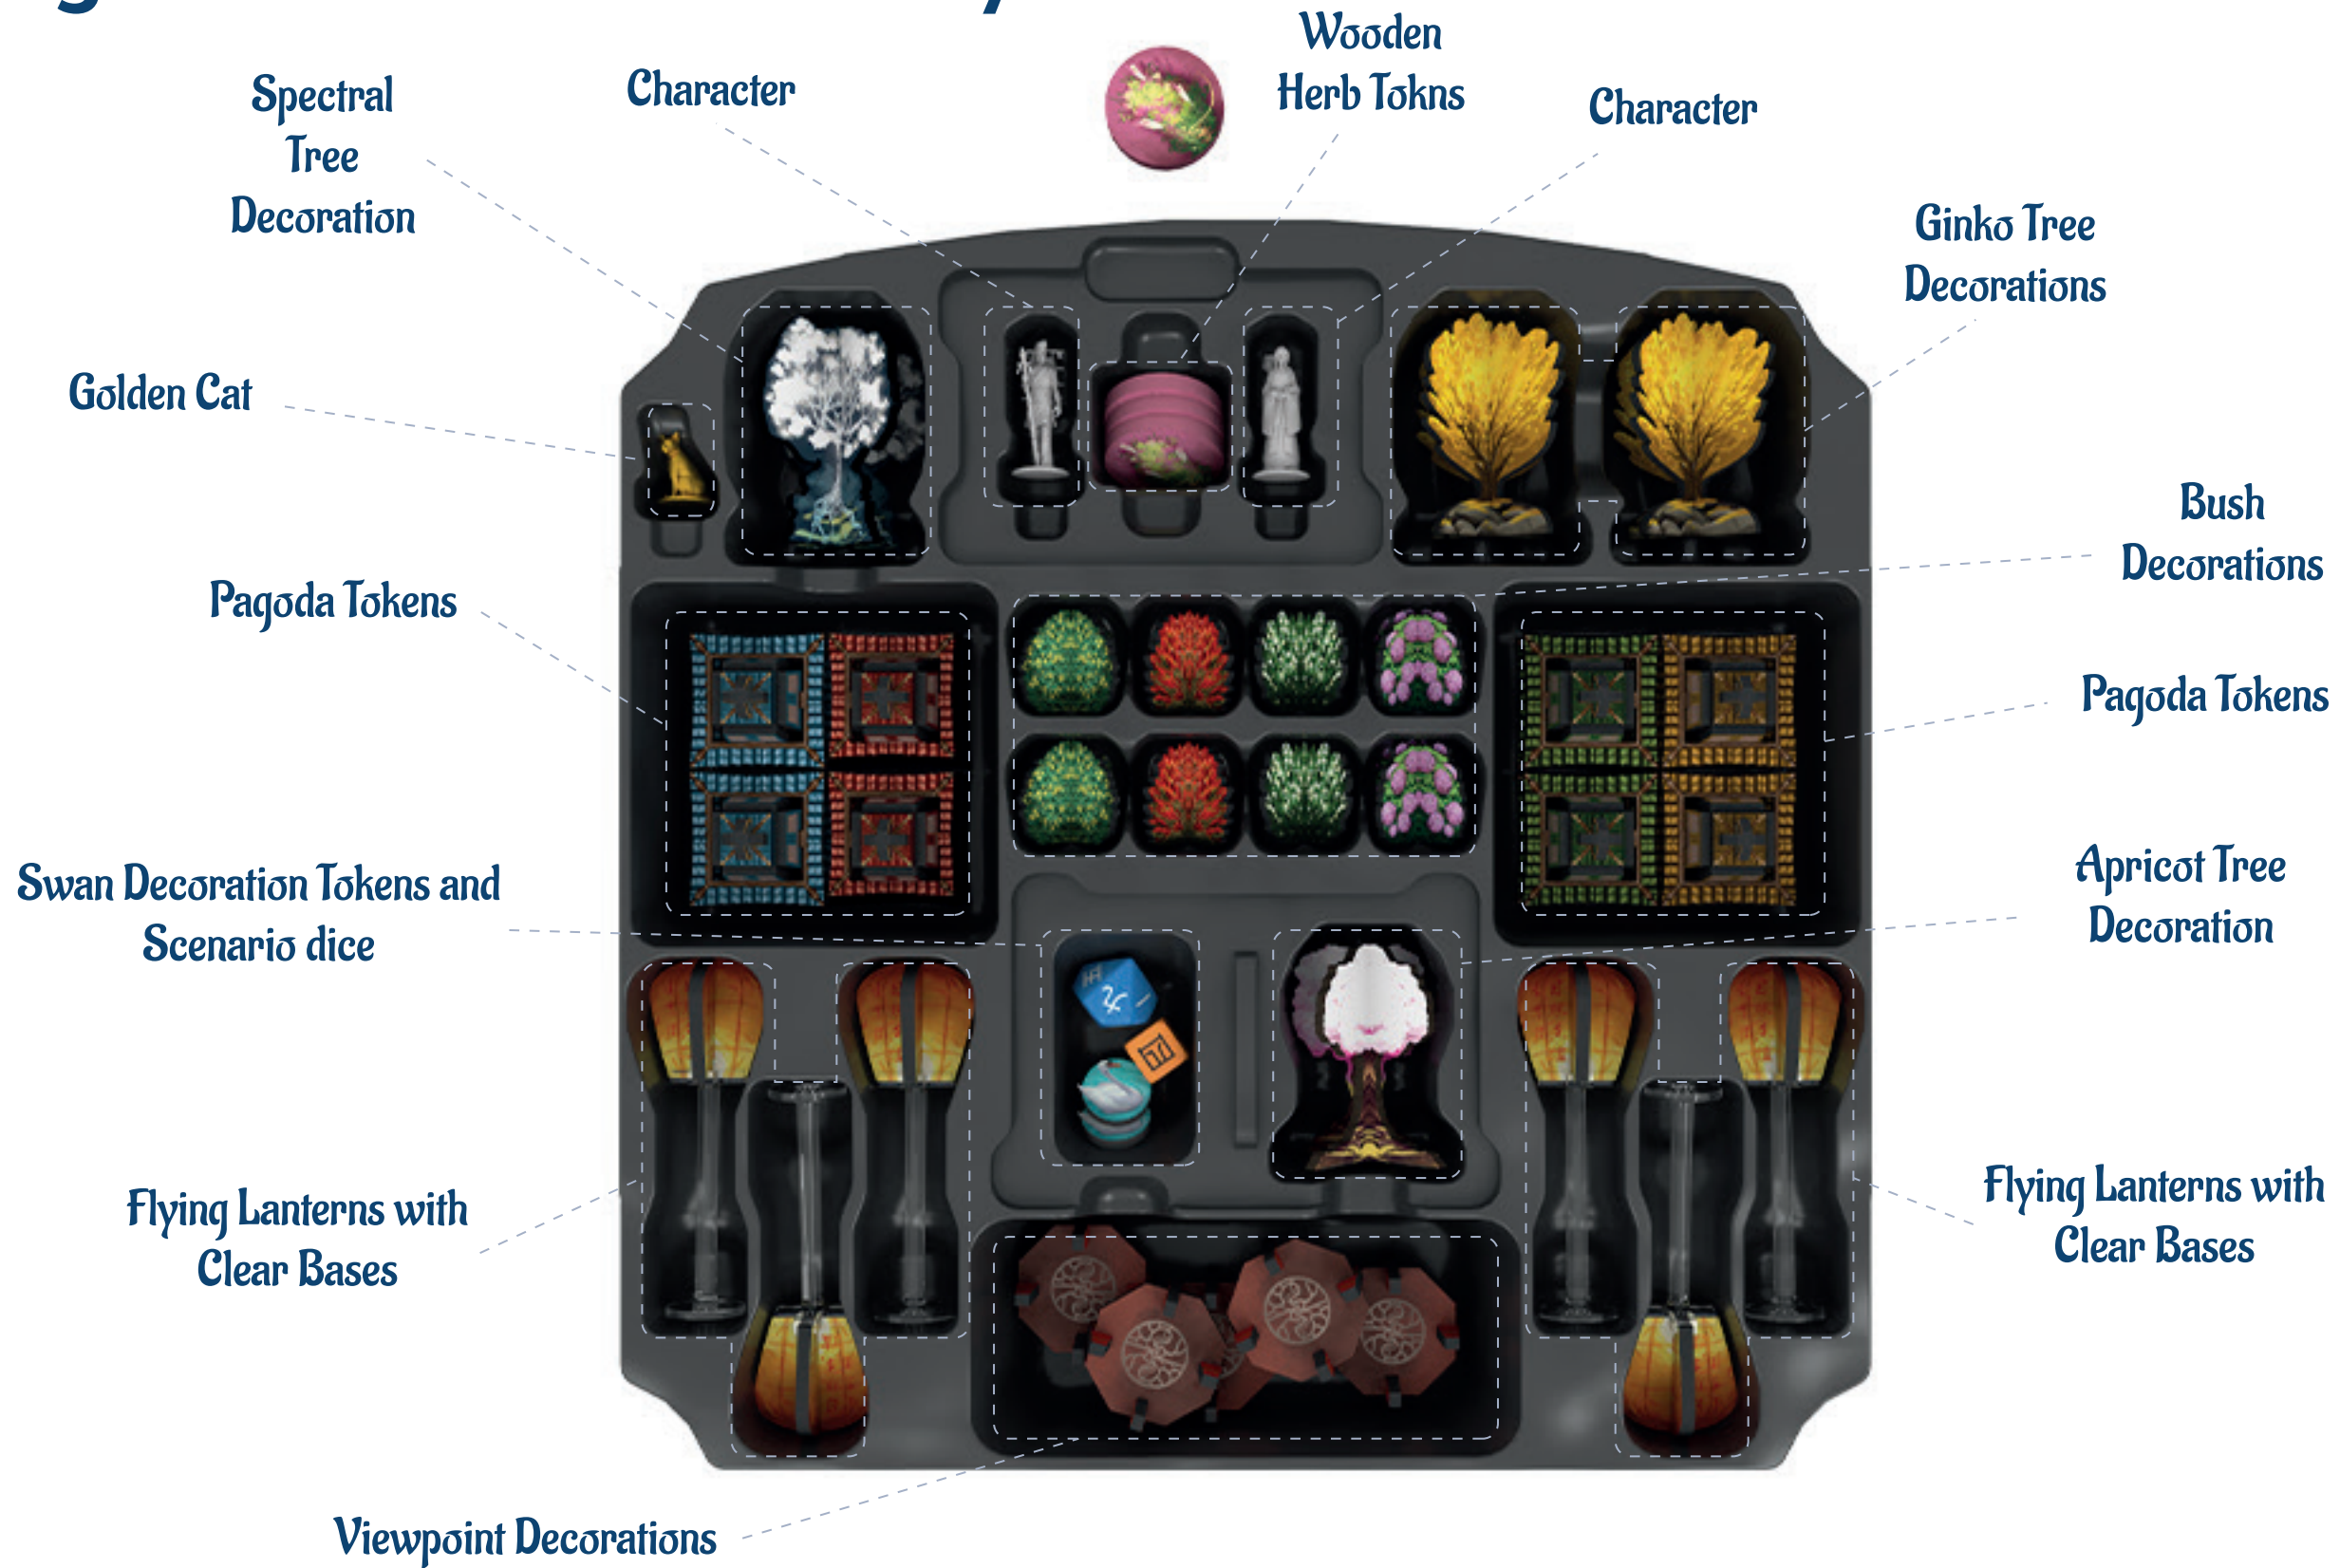 Wooden
Herb Tokns
Spectral
Tree
Decoration
Character
Character
Ginko Tree
Decorations
Golden Cat
Bush
Decorations
Pagoda Tokens
Pagoda Tokens
Swan Decoration Tokens and
Scenario dice
Apricot Tree
Decoration
Flying Lanterns with
Clear Bases
Flying Lanterns with
Clear Bases
Viewpoint Decorations